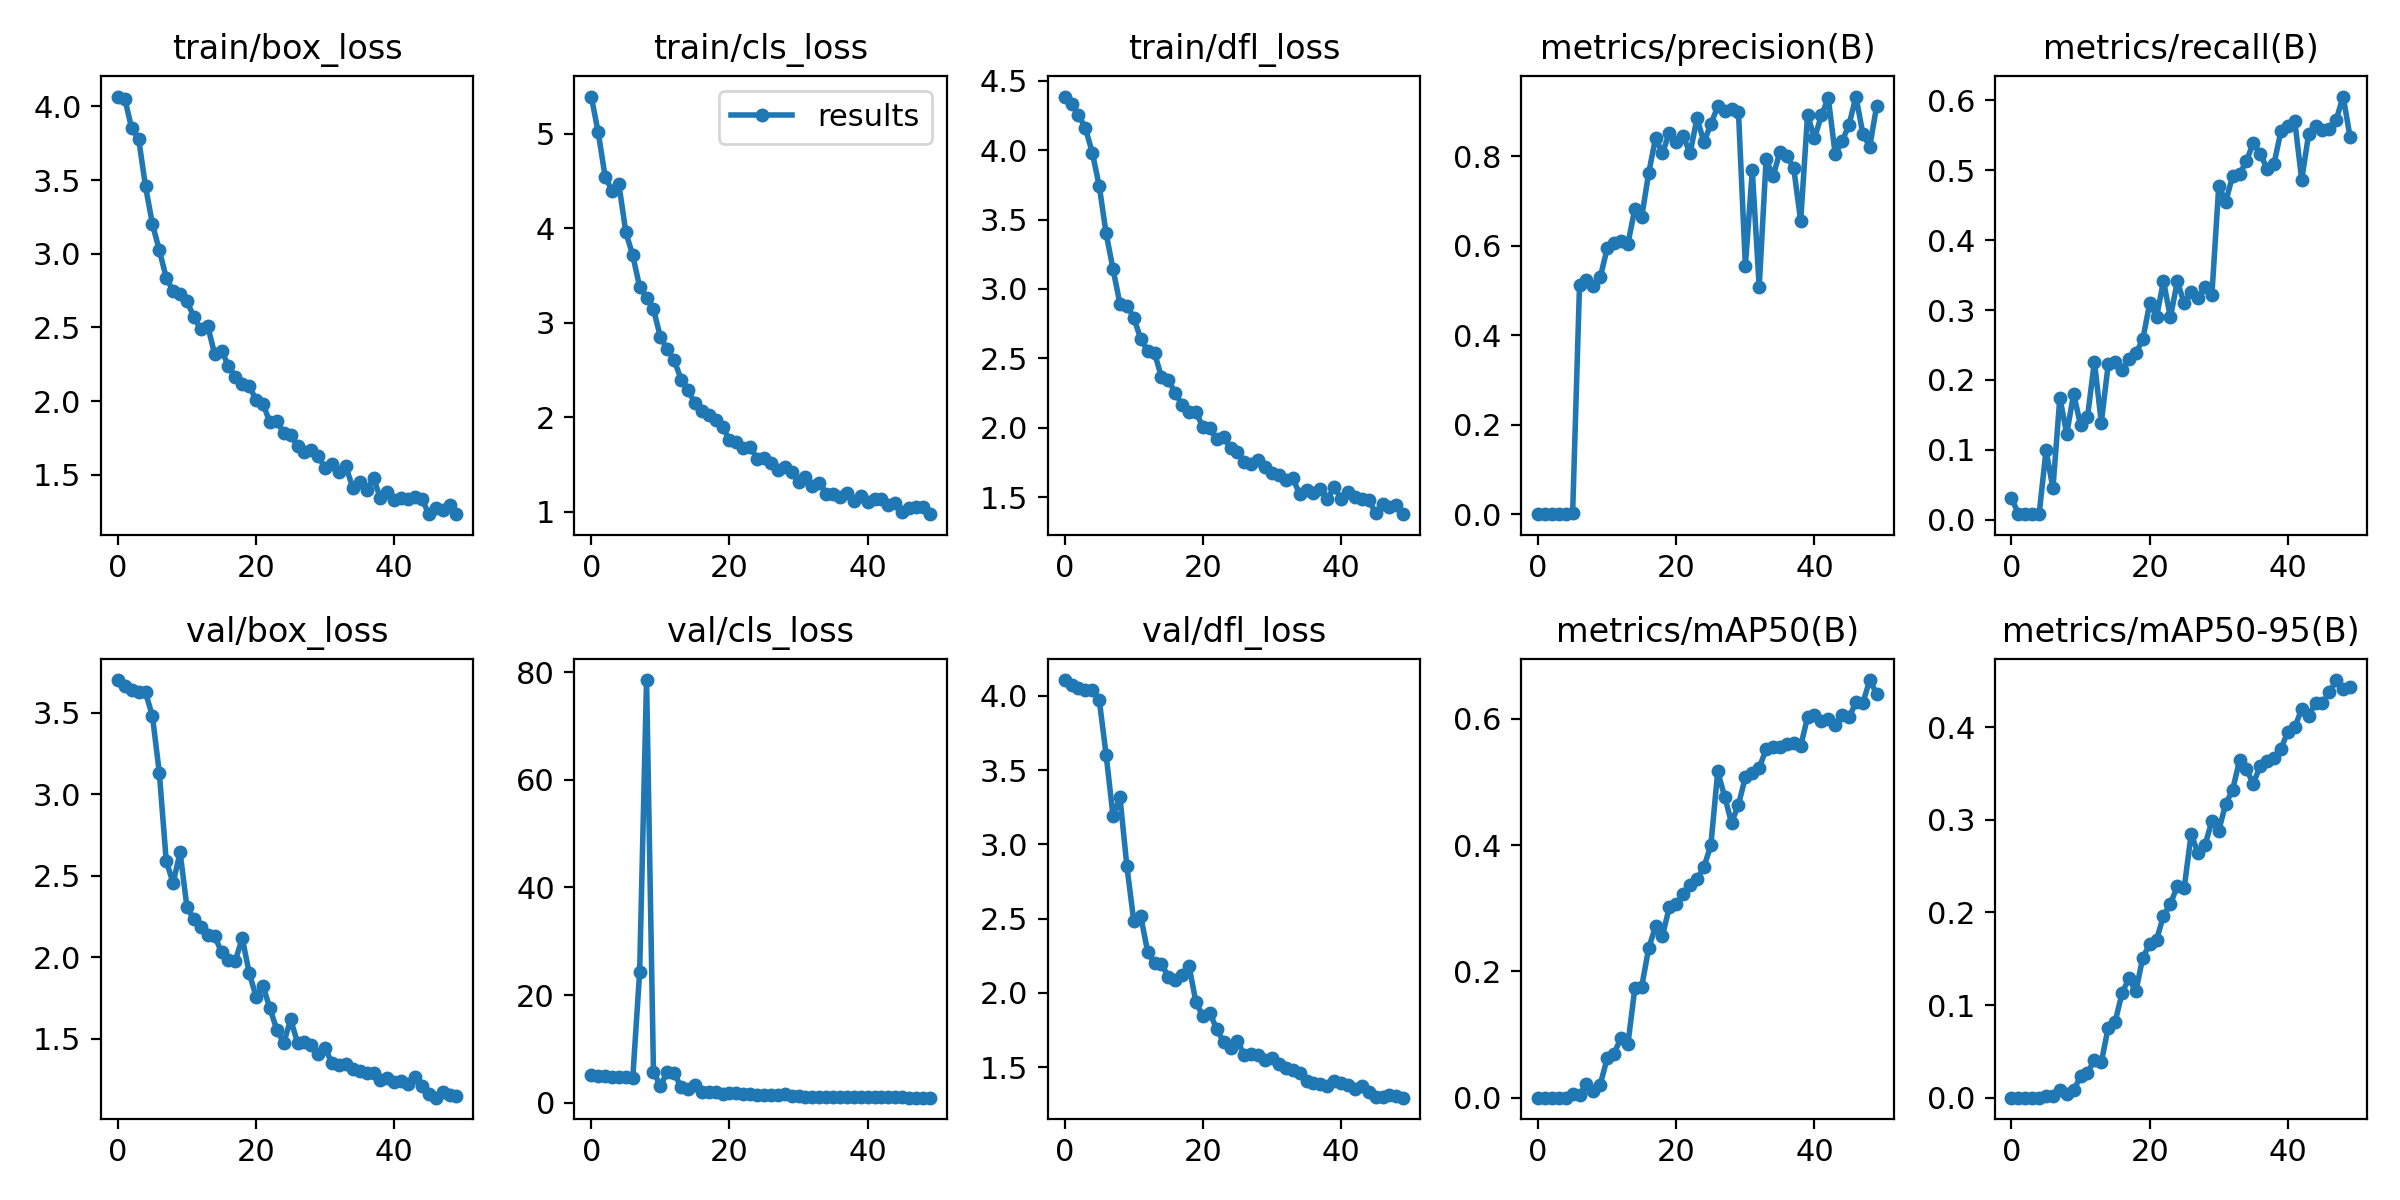 train/box_loss
train/cls_loss
train/dfl_loss
metrics/precision(B)
metrics/recall(B)
4.0
3.5
3.0
2.5
2.0
1.5
0 20 40
results
5
4
3
2
1
0 20 40
4.5
4.0
3.5
3.0
2.5
2.0
1.5
0 20 40
0.8
0.6
0.4
0.2
0.0
0 20 40
0.6
0.5
0.4
0.3
0.2
0.1
0.0
0 20 40
val/box_loss
val/cls_loss
val/dfl_loss
metrics/mAP50(B)
metrics/mAP50-95(B)
3.5
3.0
2.5
2.0
1.5
0 20 40
80
60
40
20
0
0 20 40
4.0
3.5
3.0
2.5
2.0
1.5
0 20 40
0.6
0.4
0.2
0.0
0 20 40
0.4
0.3
0.2
0.1
0.0
0 20 40